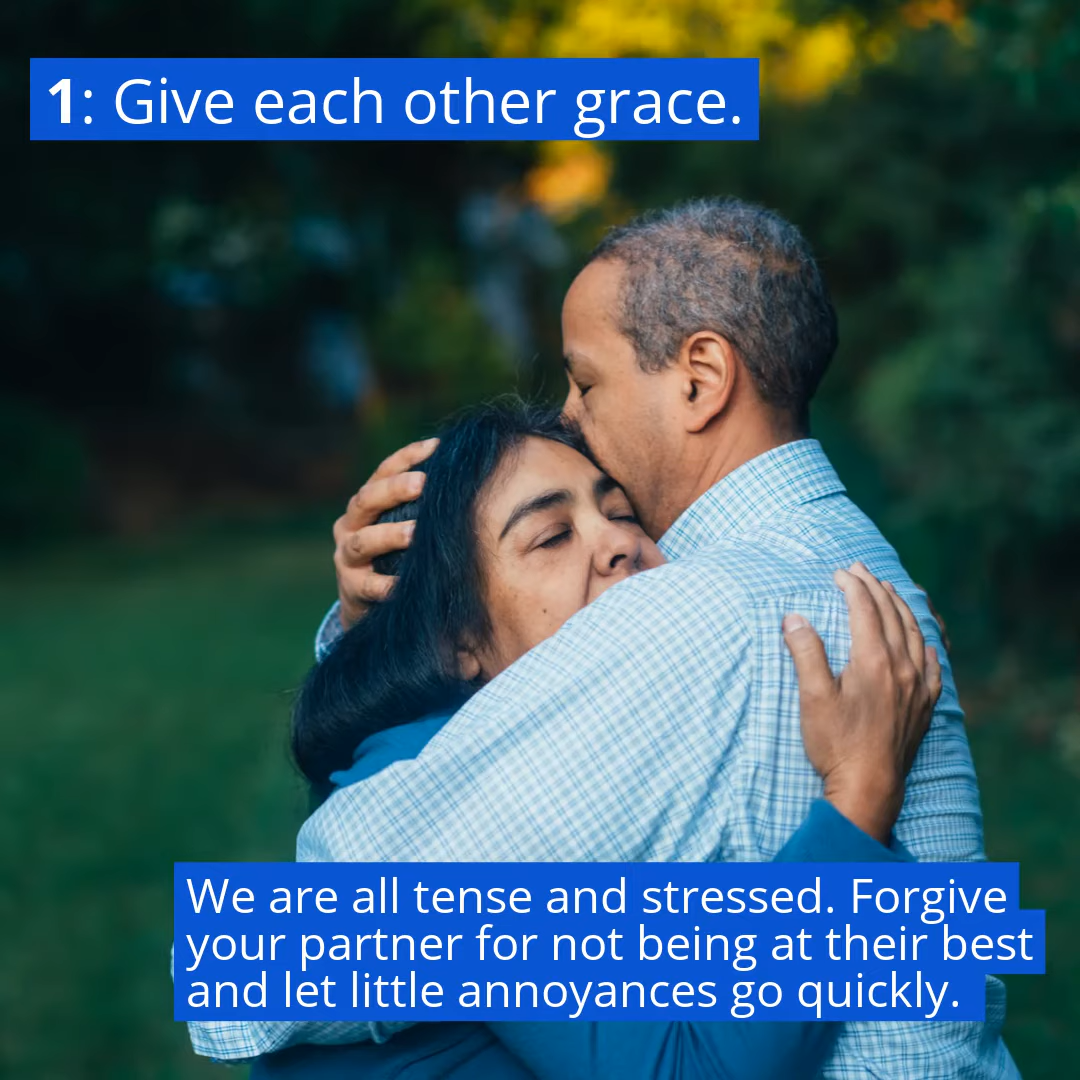 1: Give each other grace.
We are all tense and stressed. Forgive
your partner for not being at their best
and let little annoyances go quickly.